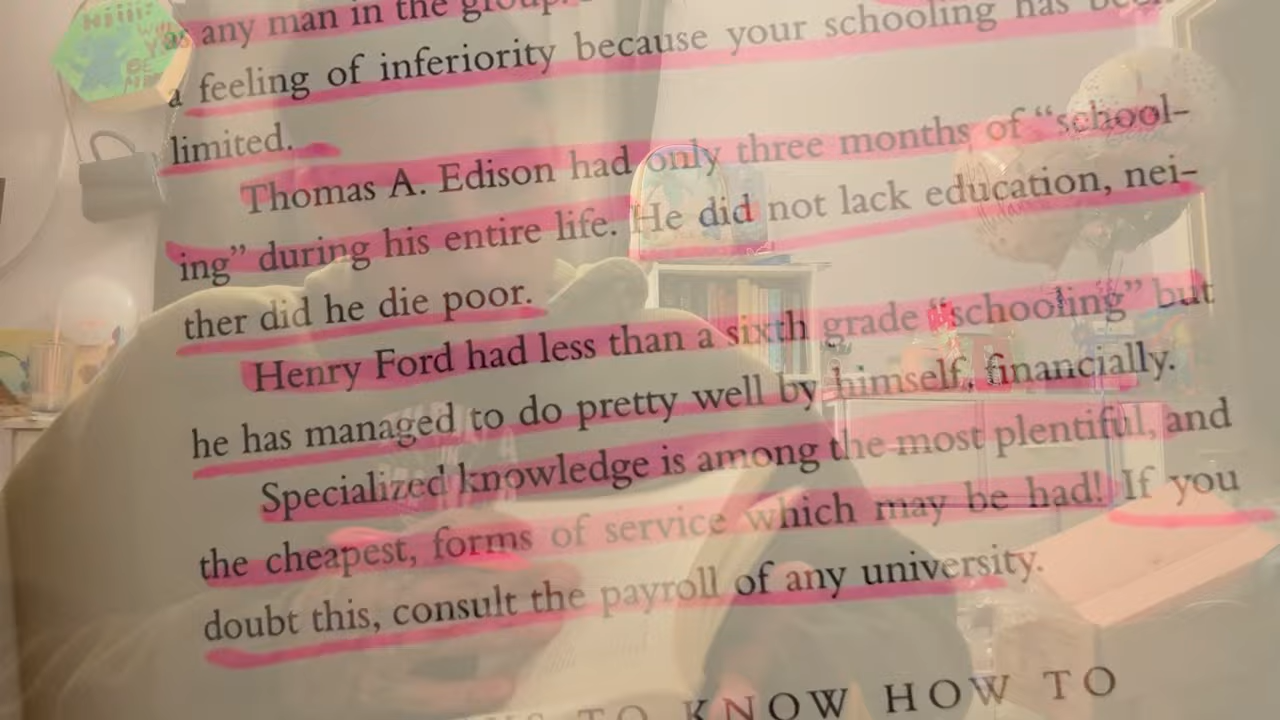 as any man in the group.
a feeling of inferiority because your schooling has been
limited.
Thomas A. Edison had only three months of “school-
ing” during his entire life. He did not lack education, nei-
ther did he die poor.
Henry Ford had less than a sixth grade “schooling” but
he has managed to do pretty well by himself, financially.
Specialized knowledge is among the most plentiful, and
the cheapest, forms of service which may be had! If you
doubt this, consult the payroll of any university.
TO KNOW HOW TO